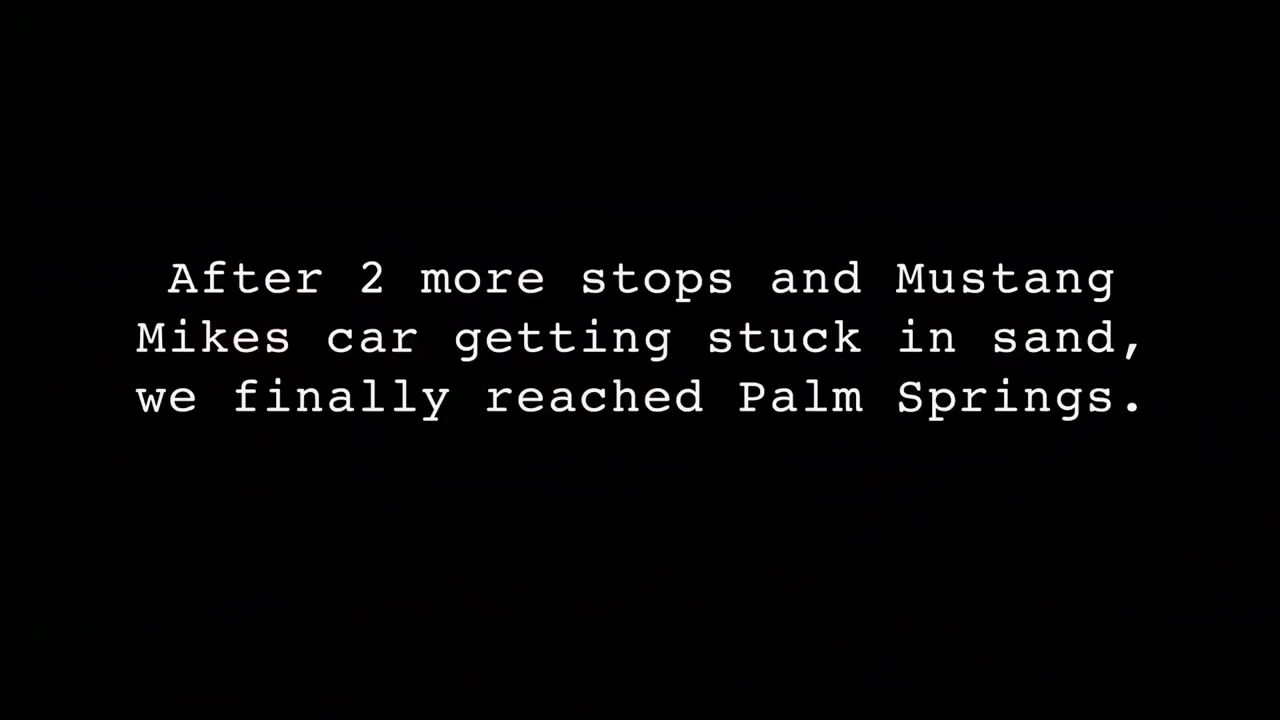 After 2 more stops and Mustang
Mikes car getting stuck in sand,
we finally reached Palm Springs.